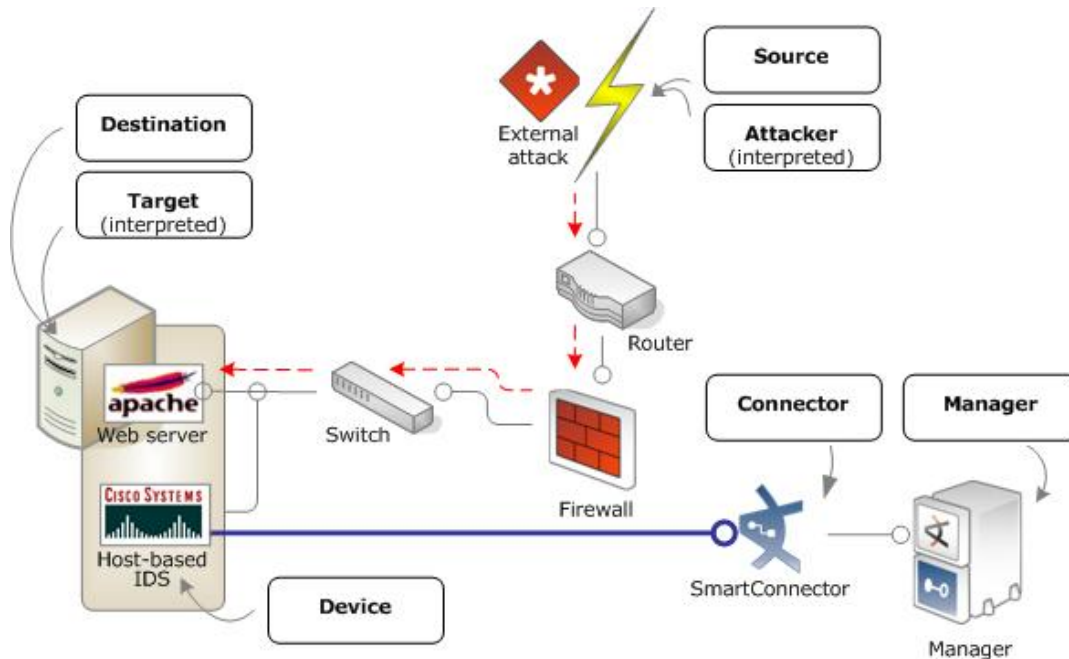 Source
Attacker
(interpreted)
External
attack
Destination
Target
(interpreted)
Router
apache
Web server
Switch
Firewall
Connector
Manager
CISCO SYSTEMS
Host-based
IDS
SmartConnector
Device
Manager